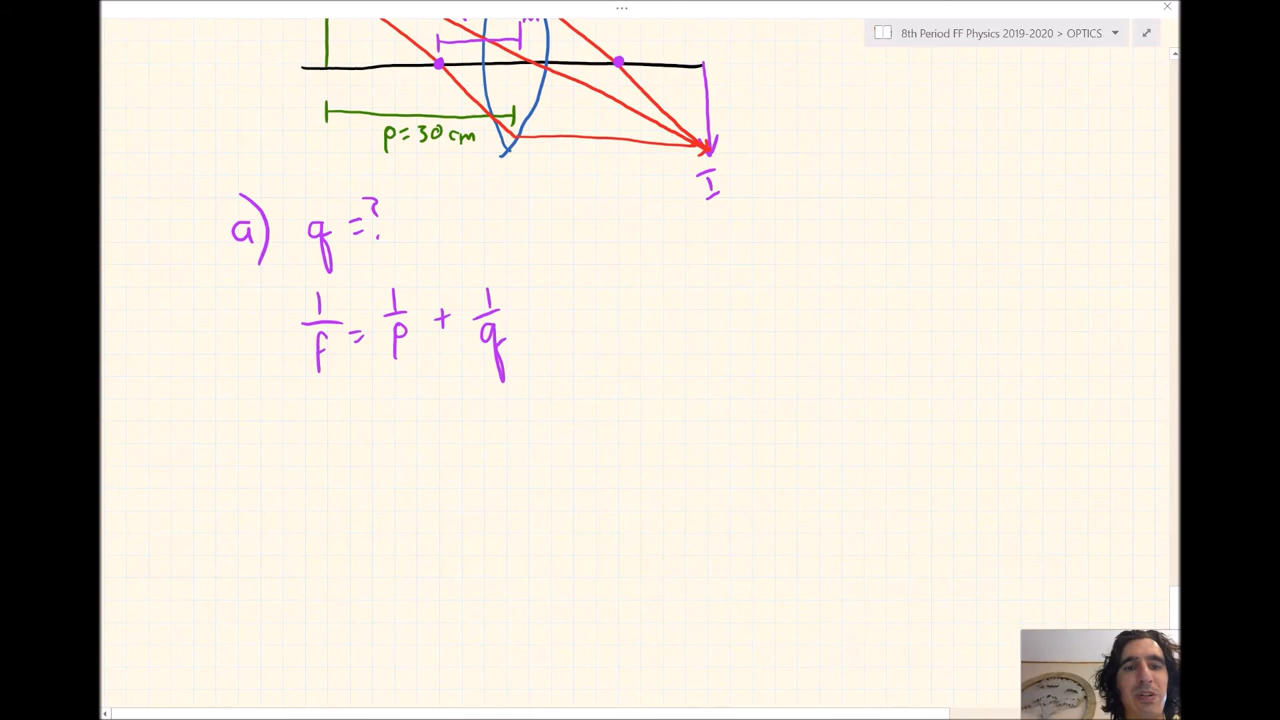 8th Period FF Physics 2019-2020 > OPTICS
p = 30 cm
I
a) q = ?
1/f = 1/p + 1/q